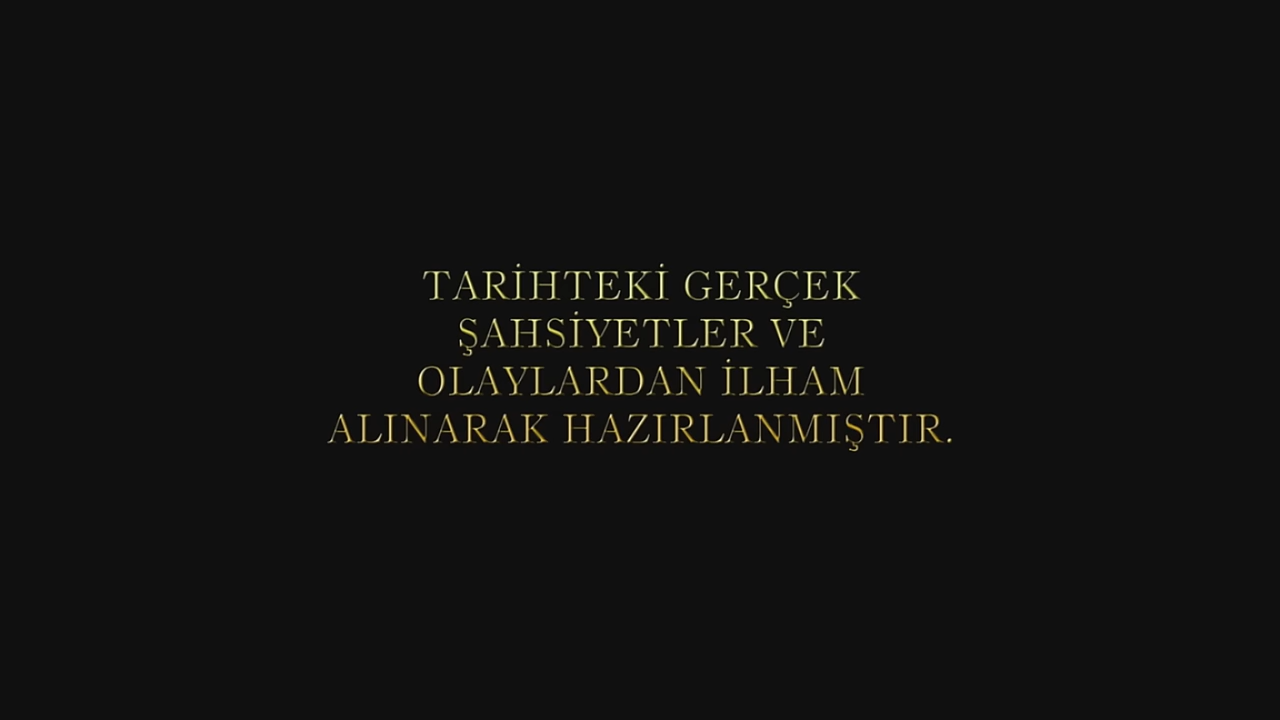 TARİHTEKİ GERÇEK
ŞAHSİYETLER VE
OLAYLARDAN İLHAM
ALINARAK HAZIRLANMIŞTIR.